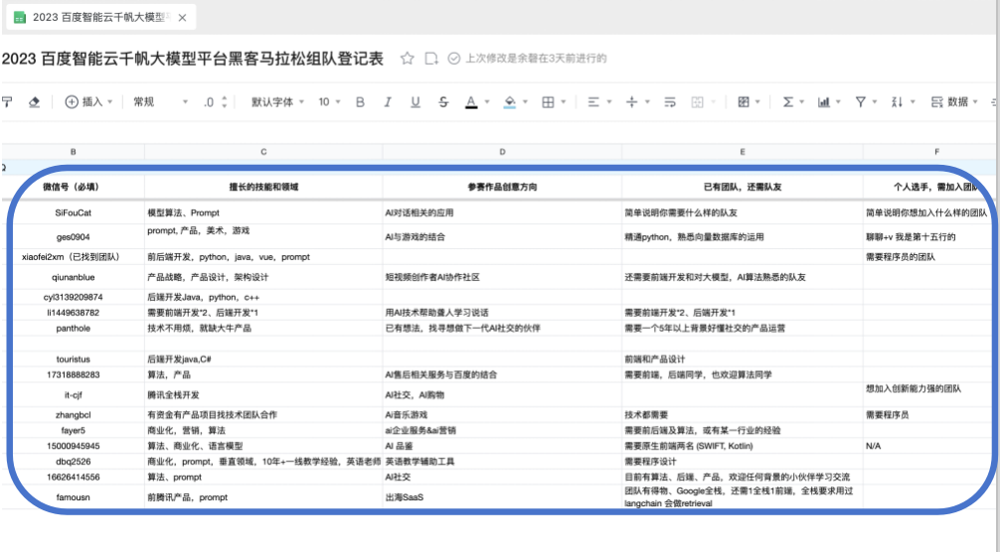 2023 百度智能云千帆大模型
2023 百度智能云千帆大模型平台黑客马拉松组队登记表 上次修改是余磬在3天前进行的
插入 常规 .0 默认字体 10 B I U S A Σ 数据
B C D E F
微信号（必填） 擅长的技能和领域 参赛作品创意方向 已有团队，还需队友 个人选手，需加入团队
SiFouCat 模型算法、Prompt AI对话相关的应用 简单说明你需要什么样的队友 简单说明你想加入什么样的团队
ges0904 prompt, 产品，美术，游戏 AI与游戏的结合 精通python，熟悉向量数据库的运用 聊聊+v 我是第十五行的
xiaofei2xm（已找到团队） 前后端开发，python，java，vue，prompt 需要程序员的团队
qiunanblue 产品战略，产品设计，架构设计 短视频创作者AI协作社区 还需要前端开发和对大模型，AI算法熟悉的队友
cyl3139209874 后端开发Java，python，c++
li1449638782 需要前端开发*2、后端开发*1 用AI技术帮助聋人学习说话 需要前端开发*2、后端开发*1
panthole 技术不用烦，就缺大牛产品 已有想法，找寻想做下一代AI社交的伙伴 需要一个5年以上背景好懂社交的产品运营
touristus 后端开发java,C# 前端和产品设计
17318888283 算法，产品 AI售后相关服务与百度的结合 需要前端，后端同学，也欢迎算法同学
it-cjf 腾讯全栈开发 AI社交，AI购物 想加入创新能力强的团队
zhangbcl 有资金有产品项目找技术团队合作 Ai音乐游戏 技术都需要 需要程序员
fayer5 商业化，营销，算法 ai企业服务&ai营销 需要前后端及算法，或有某一行业的经验
15000945945 算法、商业化、语言模型 AI 品鉴 需要原生前端两名 (SWIFT, Kotlin) N/A
dbq2526 商业化，prompt，垂直领域，10年+一线教学经验，英语老师 英语教学辅助工具 需要程序设计
16626414556 算法、prompt AI社交 目前有算法、后端、产品，欢迎任何背景的小伙伴学习交流
famousn 前腾讯产品，prompt 出海SaaS 团队有得物、Google全栈，还需1全栈1前端，全栈要求用过
langchain 会做retrieval